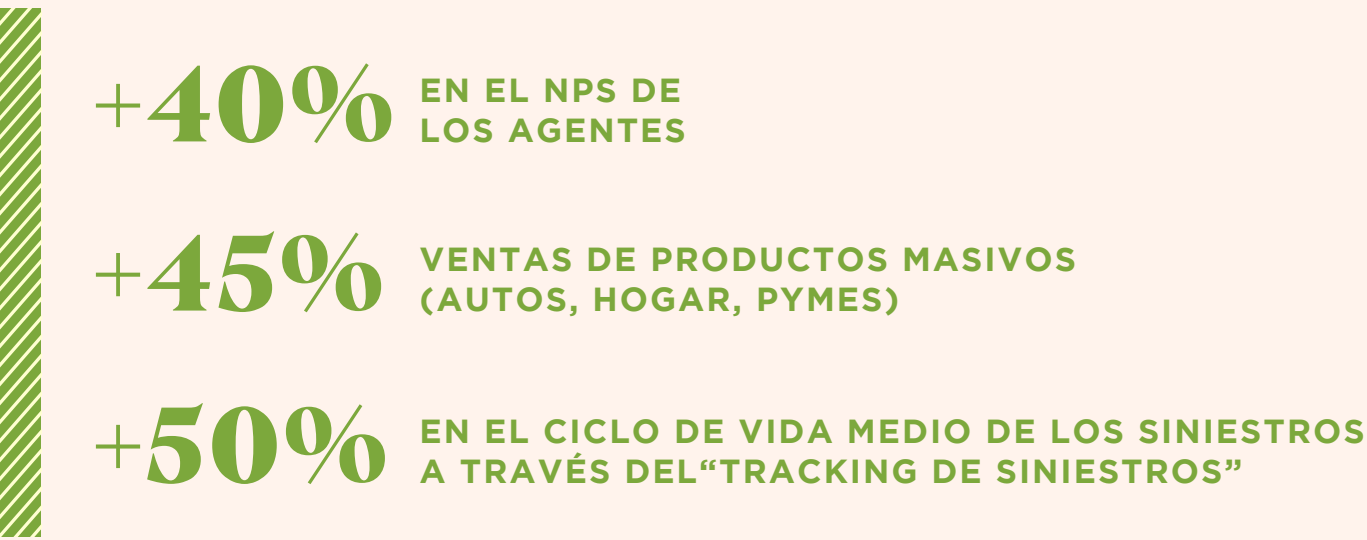 +40% EN EL NPS DE
LOS AGENTES
+45% VENTAS DE PRODUCTOS MASIVOS
(AUTOS, HOGAR, PYMES)
+50% EN EL CICLO DE VIDA MEDIO DE LOS SINIESTROS
A TRAVÉS DEL“TRACKING DE SINIESTROS”